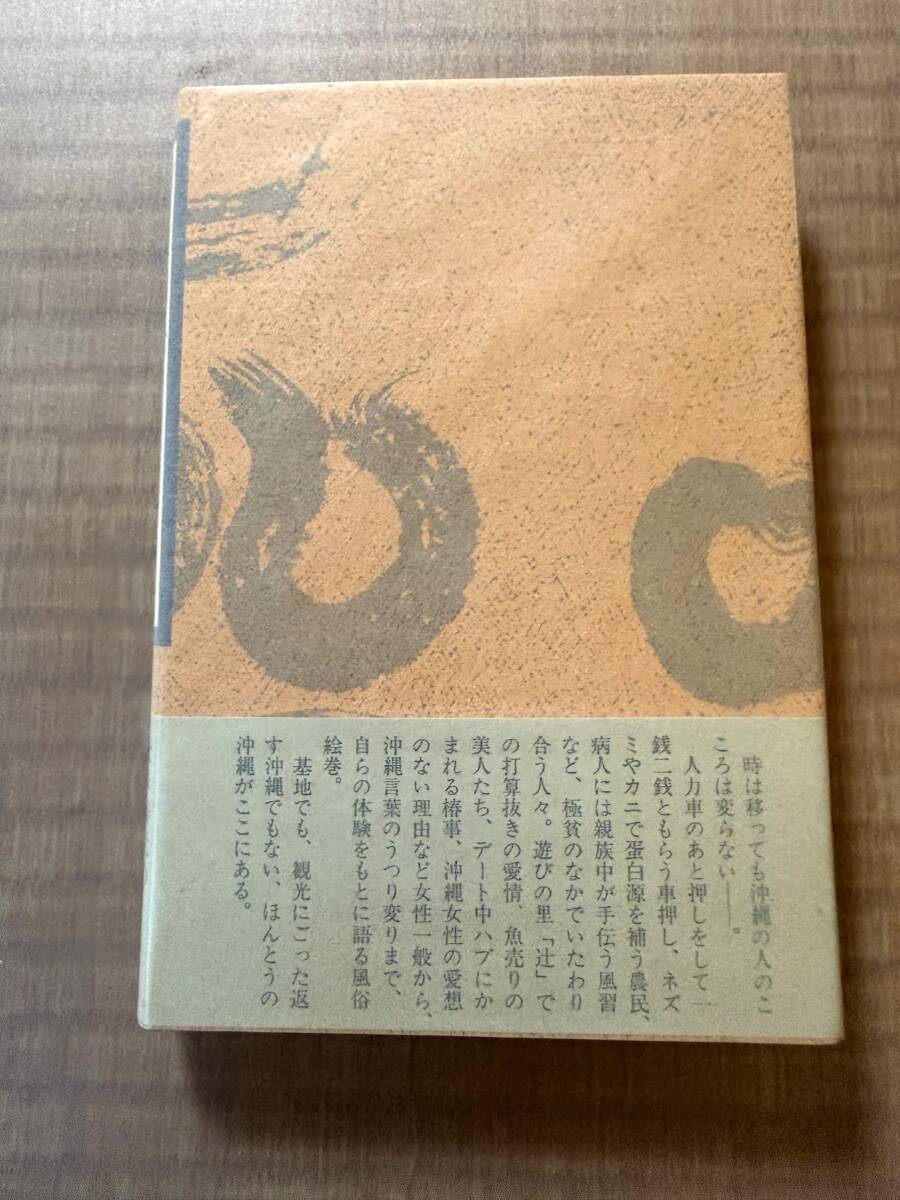 時は移っても沖縄の人のこ
ころは変らない――。
人力車のあと押しをして一
銭二銭ともらう車押し、ネズ
ミやカニで蛋白源を補う農民、
病人には親族中が手伝う風習
など、極貧のなかでいたわり
合う人々。遊びの里「辻」で
の打算抜きの愛情、魚売りの
美人たち、デート中ハブにか
まれる椿事、沖縄女性の愛想
のない理由など女性一般から、
沖縄言葉のうつり変りまで、
自らの体験をもとに語る風俗
絵巻。
基地でも、観光にごった返
す沖縄でもない、ほんとうの
沖縄がここにある。